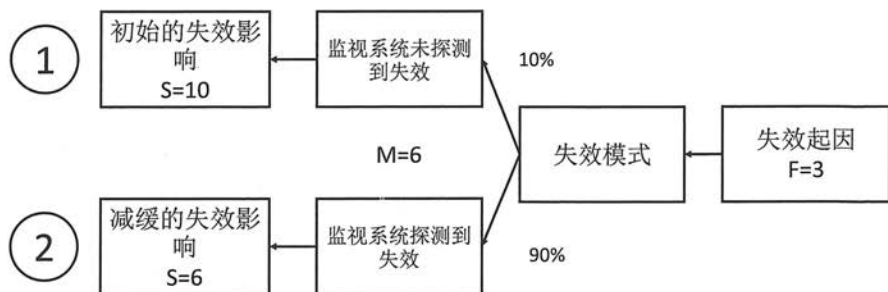 1
初始的失效影
响
S=10
监视系统未探测
到失效
10%
M=6
失效模式
失效起因
F=3
2
减缓的失效影
响
S=6
监视系统探测到
失效
90%